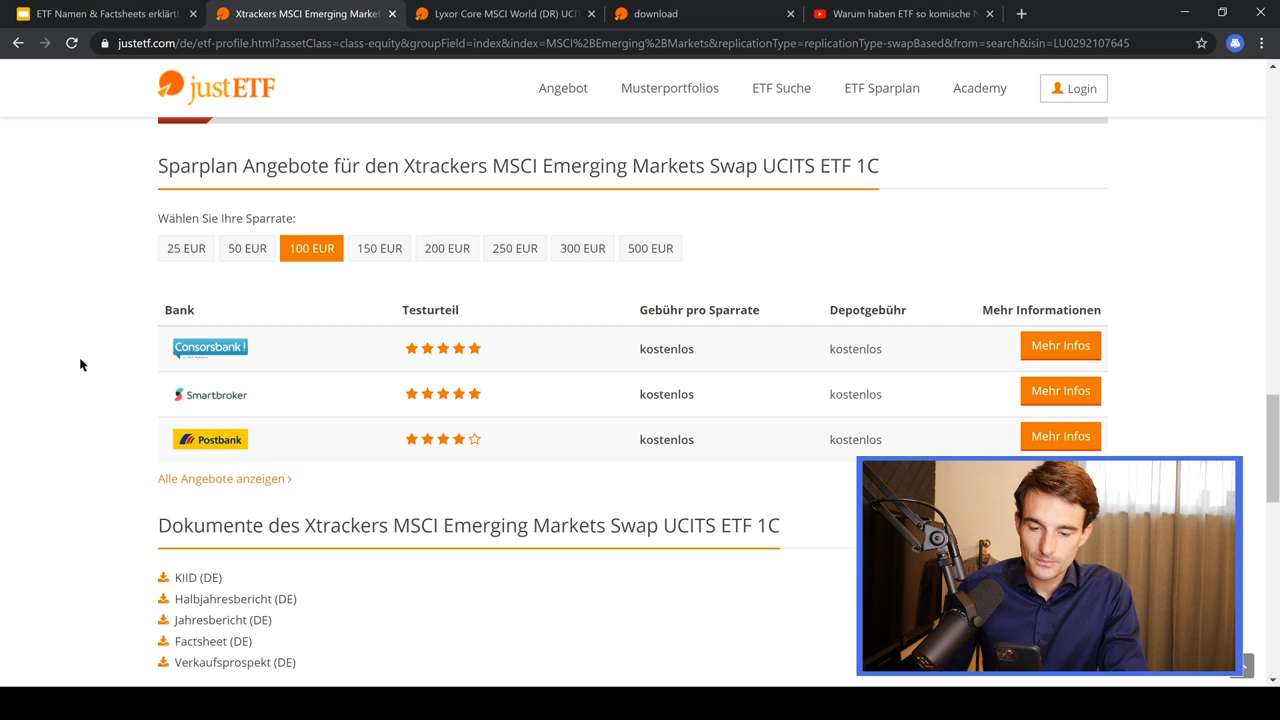 ETF Namen & Factsheets erklärt!
Xtrackers MSCI Emerging Market
Lyxor Core MSCI World (DR) UCIT
download
Warum haben ETF so komische N
justetf.com/de/etf-profile.html?assetClass=class-equity&groupField=index&index=MSCI%2BEmerging%2BMarkets&replicationType=replicationType-swapBased&from=search&isin=LU0292107645
justETF
Angebot
Musterportfolios
ETF Suche
ETF Sparplan
Academy
Login
Sparplan Angebote für den Xtrackers MSCI Emerging Markets Swap UCITS ETF 1C
Wählen Sie Ihre Sparrate:
25 EUR
50 EUR
100 EUR
150 EUR
200 EUR
250 EUR
300 EUR
500 EUR
Bank
Testurteil
Gebühr pro Sparrate
Depotgebühr
Mehr Informationen
Consorsbank!
kostenlos
kostenlos
Mehr Infos
Smartbroker
kostenlos
kostenlos
Mehr Infos
Postbank
kostenlos
kostenlos
Mehr Infos
Alle Angebote anzeigen
Dokumente des Xtrackers MSCI Emerging Markets Swap UCITS ETF 1C
KIID (DE)
Halbjahresbericht (DE)
Jahresbericht (DE)
Factsheet (DE)
Verkaufsprospekt (DE)